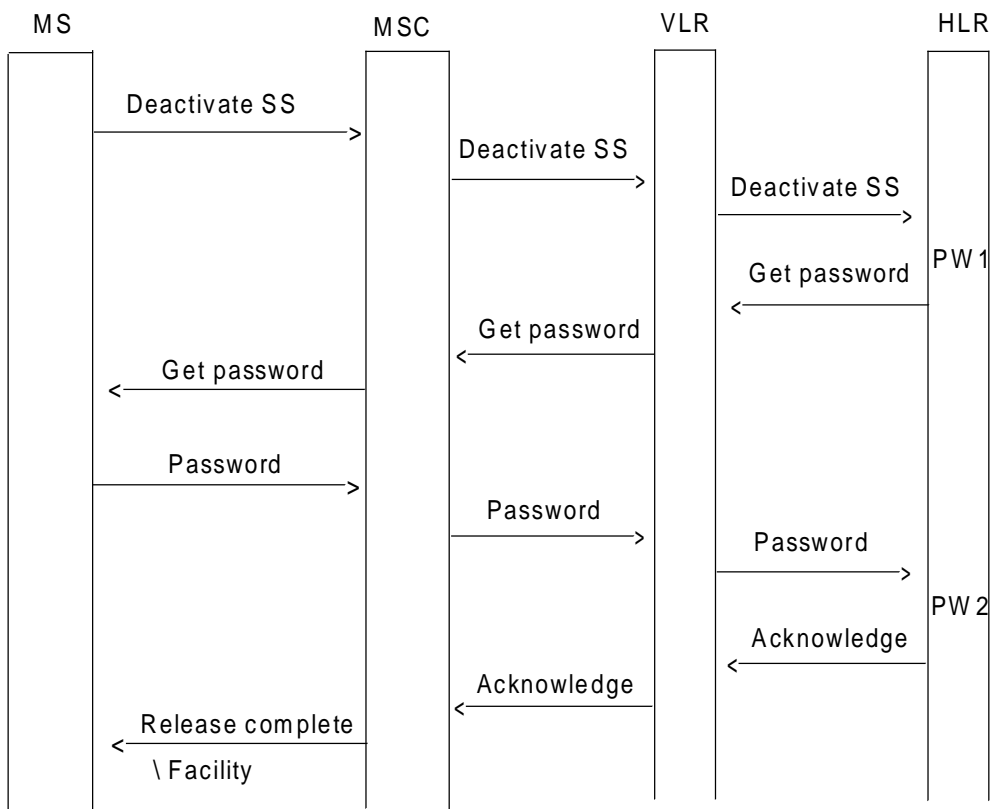 MS
MSC
VLR
HLR
Deactivate SS
Deactivate SS
Deactivate SS
PW1
Get password
Get password
Get password
Password
Password
Password
PW2
Acknowledge
Acknowledge
Release complete
\ Facility